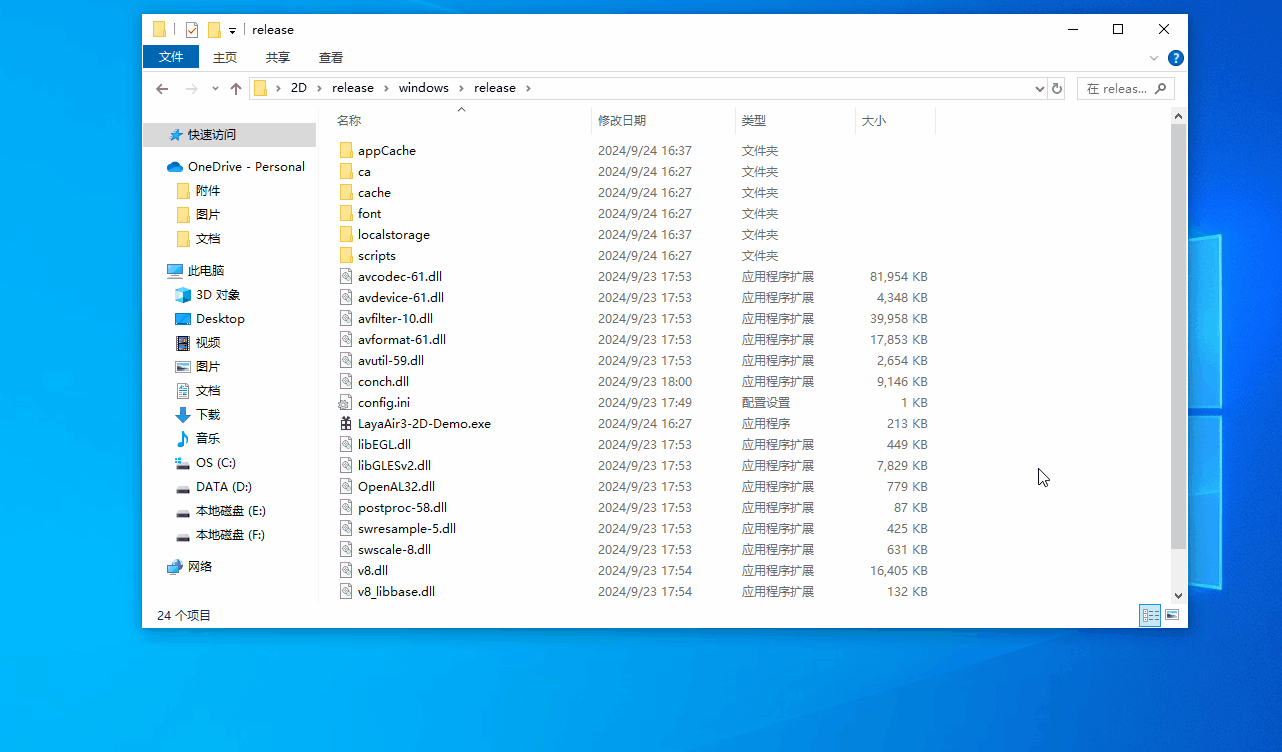 release
文件 主页 共享 查看
2D release windows release 在 releas...
名称 修改日期 类型 大小
快速访问
OneDrive - Personal
附件
图片
文档
此电脑
3D 对象
Desktop
视频
图片
文档
下载
音乐
OS (C:)
DATA (D:)
本地磁盘 (E:)
本地磁盘 (F:)
网络
appCache 2024/9/24 16:37 文件夹
ca 2024/9/24 16:27 文件夹
cache 2024/9/24 16:27 文件夹
font 2024/9/24 16:27 文件夹
localstorage 2024/9/24 16:37 文件夹
scripts 2024/9/24 16:27 文件夹
avcodec-61.dll 2024/9/23 17:53 应用程序扩展 81,954 KB
avdevice-61.dll 2024/9/23 17:53 应用程序扩展 4,348 KB
avfilter-10.dll 2024/9/23 17:53 应用程序扩展 39,958 KB
avformat-61.dll 2024/9/23 17:53 应用程序扩展 17,853 KB
avutil-59.dll 2024/9/23 17:53 应用程序扩展 2,654 KB
conch.dll 2024/9/23 18:00 应用程序扩展 9,146 KB
config.ini 2024/9/23 17:49 配置设置 1 KB
LayaAir3-2D-Demo.exe 2024/9/24 16:27 应用程序 213 KB
libEGL.dll 2024/9/23 17:53 应用程序扩展 449 KB
libGLESv2.dll 2024/9/23 17:53 应用程序扩展 7,829 KB
OpenAL32.dll 2024/9/23 17:53 应用程序扩展 779 KB
postproc-58.dll 2024/9/23 17:53 应用程序扩展 87 KB
swresample-5.dll 2024/9/23 17:53 应用程序扩展 425 KB
swscale-8.dll 2024/9/23 17:53 应用程序扩展 631 KB
v8.dll 2024/9/23 17:54 应用程序扩展 16,405 KB
v8_libbase.dll 2024/9/23 17:54 应用程序扩展 132 KB
24 个项目